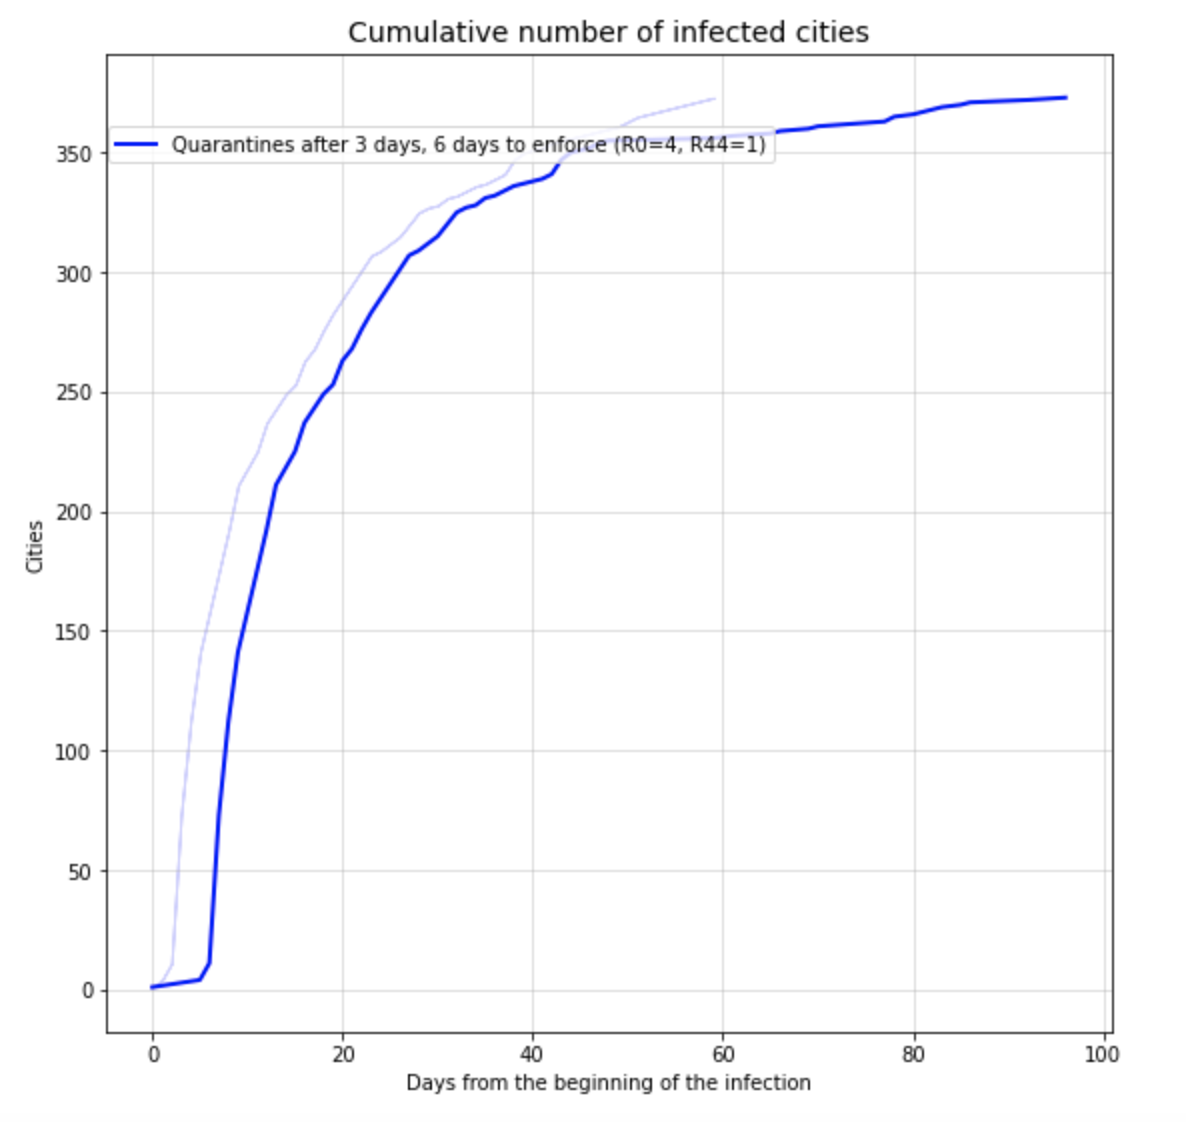 Cumulative number of infected cities
Quarantines after 3 days, 6 days to enforce (R0=4, R44=1)
350
300
250
200
150
100
50
0
Cities
0 20 40 60 80 100
Days from the beginning of the infection